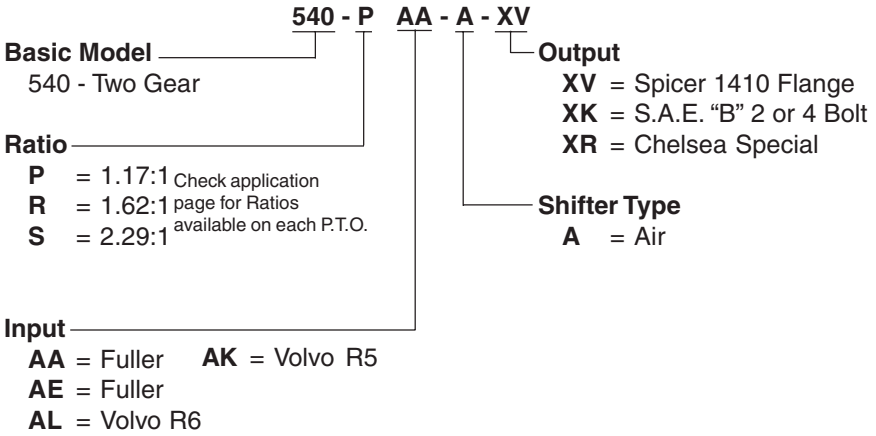 540 - P AA - A - XV
Basic Model
540 - Two Gear
Ratio
P = 1.17:1
R = 1.62:1
S = 2.29:1
Check application
page for Ratios
available on each P.T.O.
Input
AA = Fuller AK = Volvo R5
AE = Fuller
AL = Volvo R6
Output
XV = Spicer 1410 Flange
XK = S.A.E. “B” 2 or 4 Bolt
XR = Chelsea Special
Shifter Type
A = Air